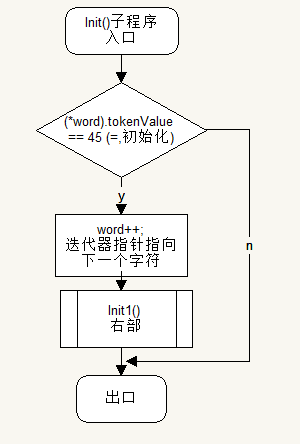 Init()子程序
入口
(*word).tokenValue
== 45 (=,初始化)
y
word++;
迭代器指针指向
下一个字符
n
Init1()
右部
出口